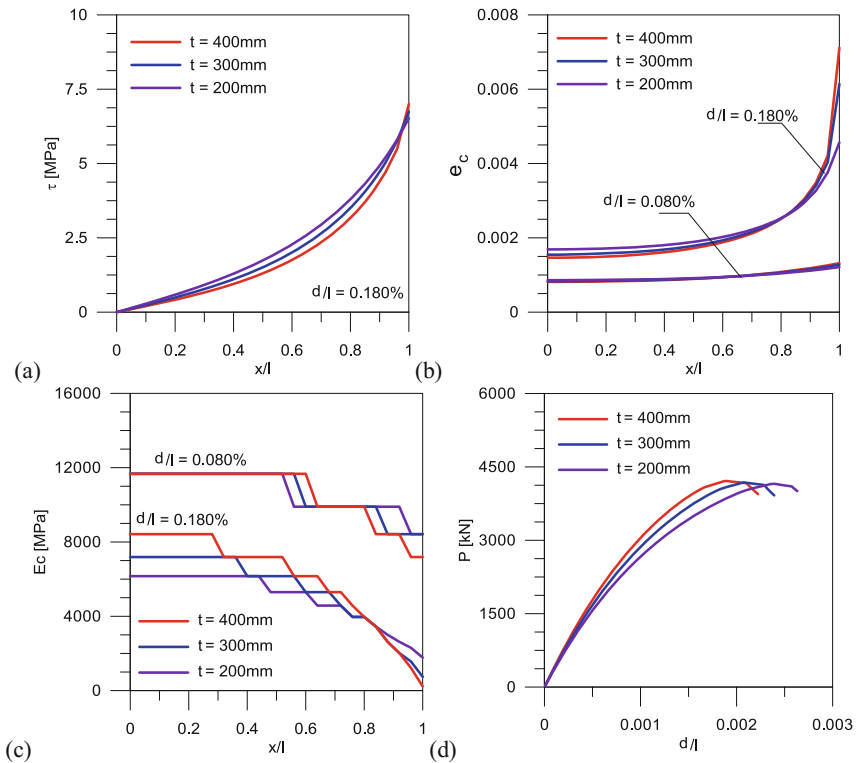 10
7.5
5
2.5
0
τ [MPa]
t = 400mm
t = 300mm
t = 200mm
d/l = 0.180%
0 0.2 0.4 0.6 0.8 1
x/l
(a)
0.008
0.006
0.004
0.002
0
e_c
t = 400mm
t = 300mm
t = 200mm
d/l = 0.180%
d/l = 0.080%
0 0.2 0.4 0.6 0.8 1
x/l
(b)
16000
12000
8000
4000
0
Ec [MPa]
d/l = 0.080%
d/l = 0.180%
t = 400mm
t = 300mm
t = 200mm
0 0.2 0.4 0.6 0.8 1
x/l
(c)
6000
4500
3000
1500
0
P [kN]
t = 400mm
t = 300mm
t = 200mm
0 0.001 0.002 0.003
d/l
(d)